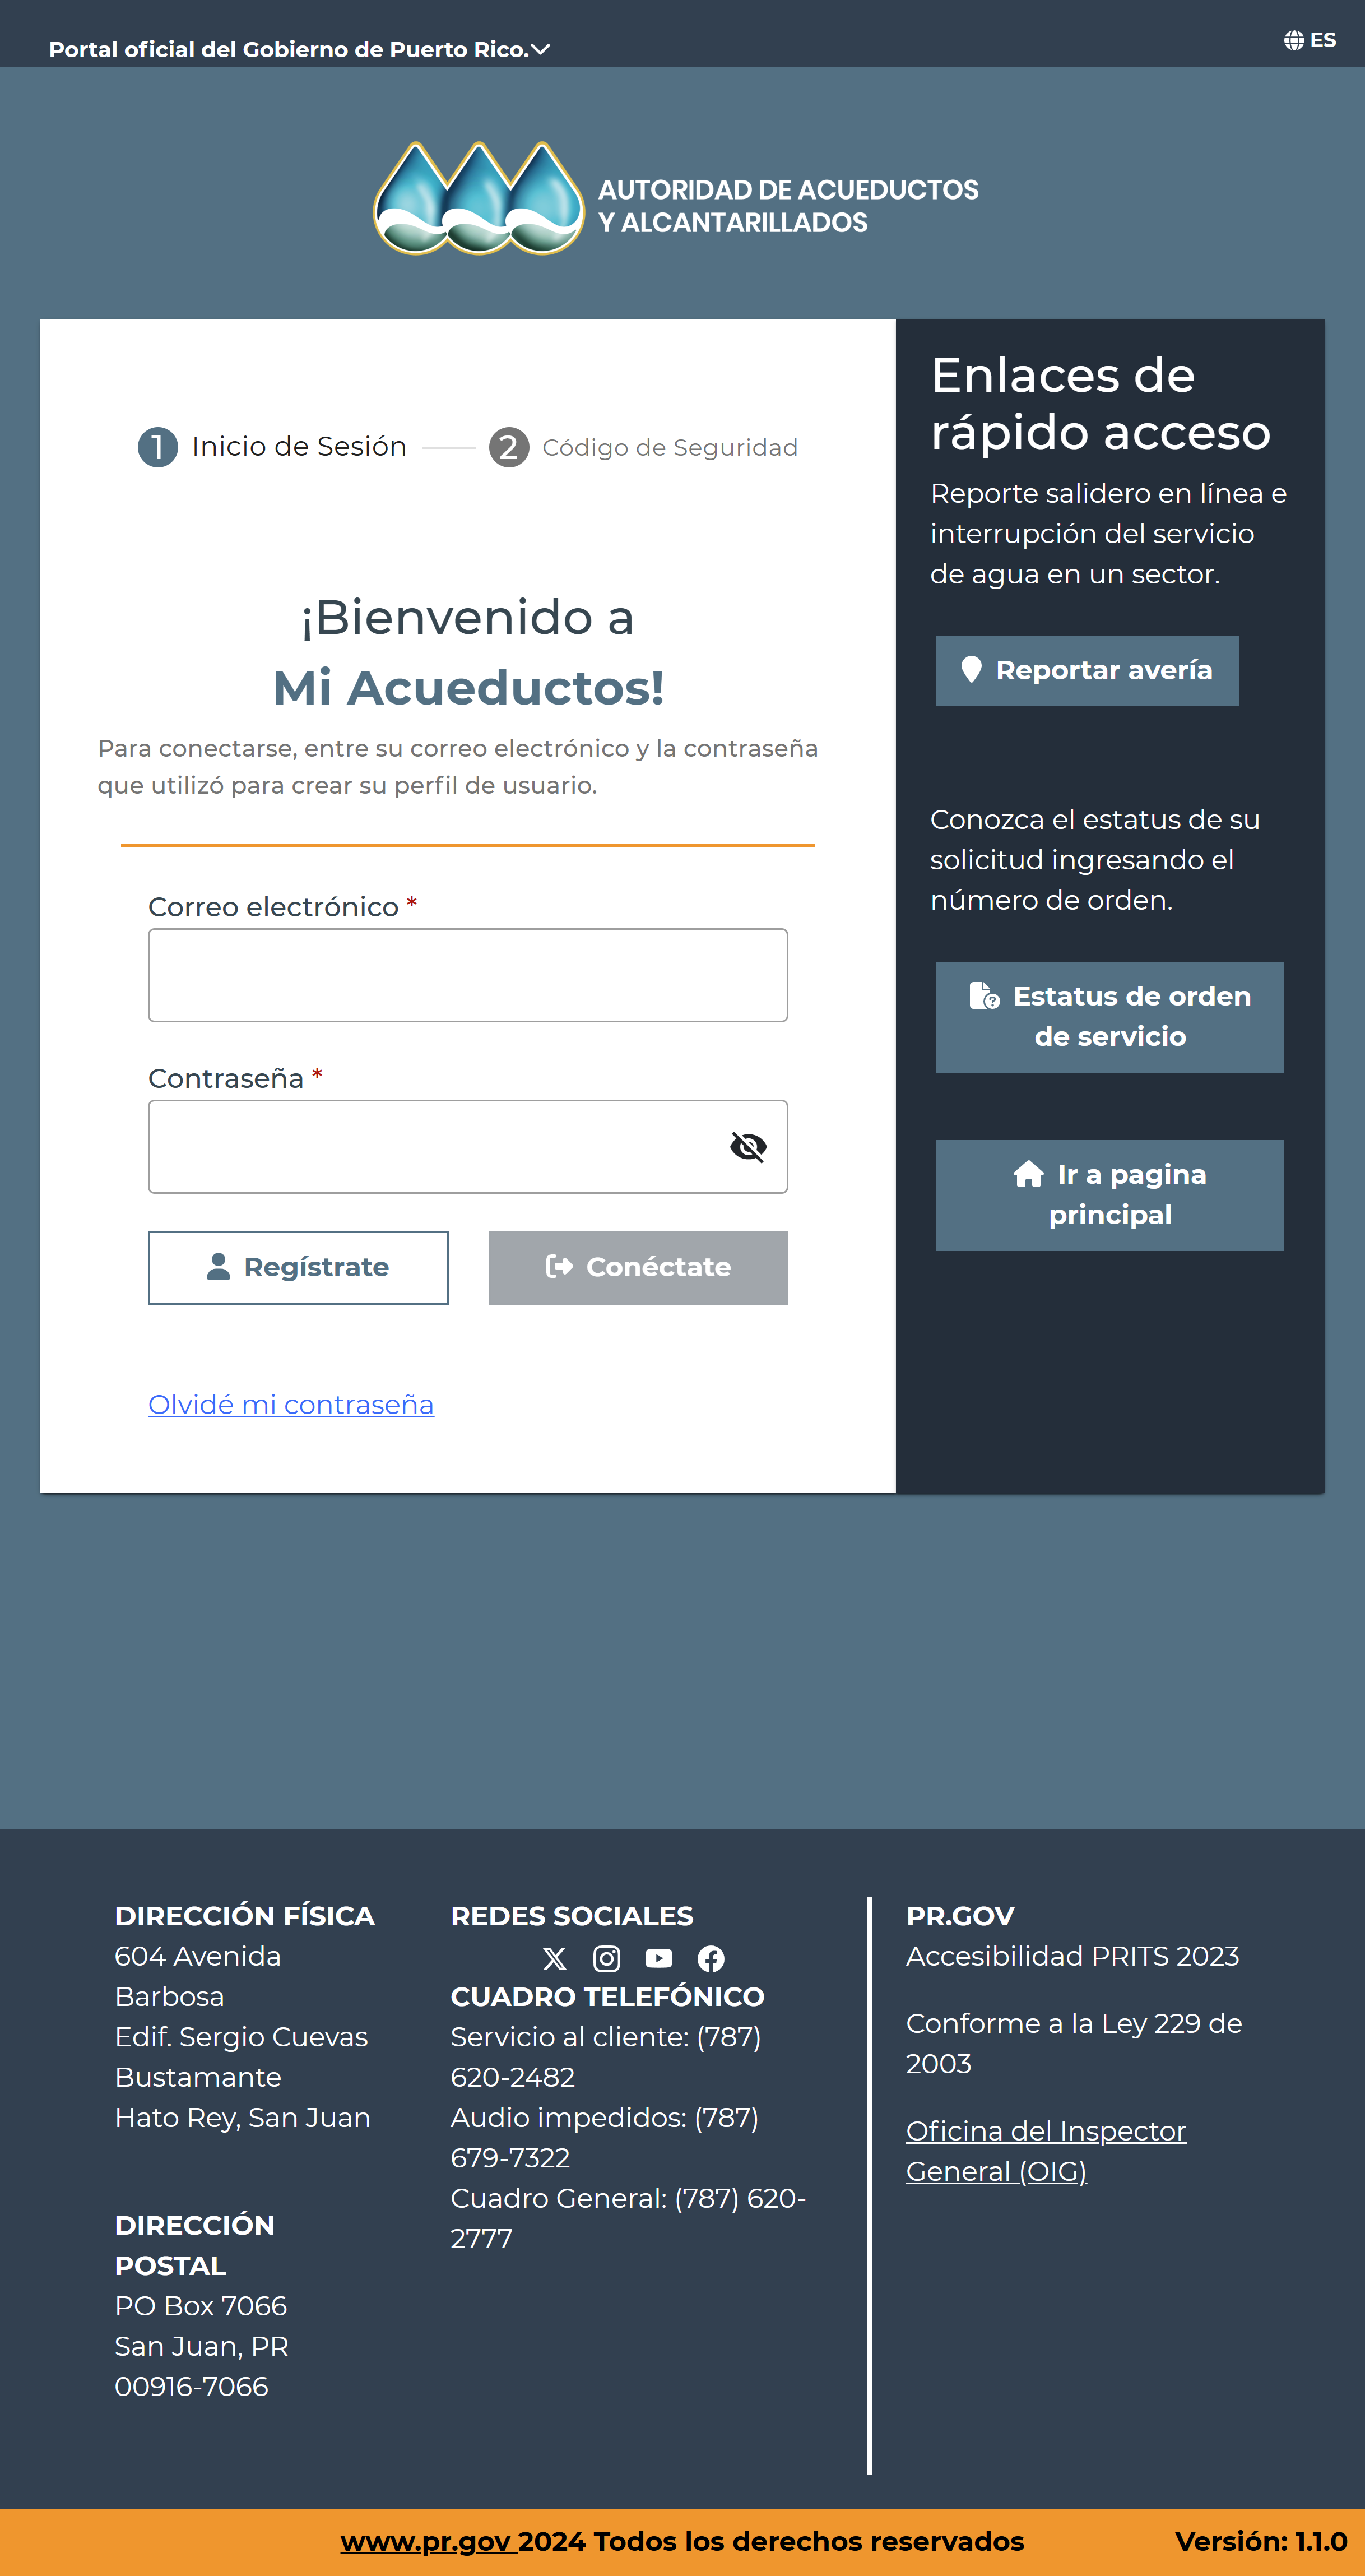 Portal oficial del Gobierno de Puerto Rico.
ES
AUTORIDAD DE ACUEDUCTOS
Y ALCANTARILLADOS
1 Inicio de Sesión
2 Código de Seguridad
¡Bienvenido a
Mi Acueductos!
Para conectarse, entre su correo electrónico y la contraseña
que utilizó para crear su perfil de usuario.
Correo electrónico *
Contraseña *
Regístrate
Conéctate
Olvidé mi contraseña
Enlaces de
rápido acceso
Reporte salidero en línea e
interrupción del servicio
de agua en un sector.
Reportar avería
Conozca el estatus de su
solicitud ingresando el
número de orden.
Estatus de orden
de servicio
Ir a pagina
principal
DIRECCIÓN FÍSICA
604 Avenida
Barbosa
Edif. Sergio Cuevas
Bustamante
Hato Rey, San Juan
DIRECCIÓN
POSTAL
PO Box 7066
San Juan, PR
00916-7066
REDES SOCIALES
CUADRO TELEFÓNICO
Servicio al cliente: (787)
620-2482
Audio impedidos: (787)
679-7322
Cuadro General: (787) 620-
2777
PR.GOV
Accesibilidad PRITS 2023
Conforme a la Ley 229 de
2003
Oficina del Inspector
General (OIG)
www.pr.gov 2024 Todos los derechos reservados
Versión: 1.1.0